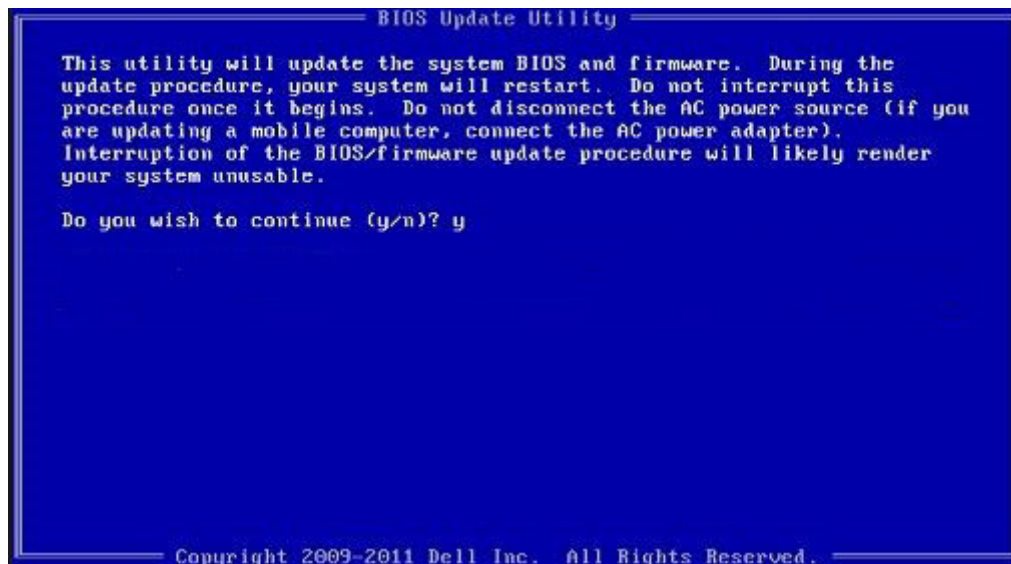 BIOS Update Utility
This utility will update the system BIOS and firmware. During the
update procedure, your system will restart. Do not interrupt this
procedure once it begins. Do not disconnect the AC power source (if you
are updating a mobile computer, connect the AC power adapter).
Interruption of the BIOS/firmware update procedure will likely render
your system unusable.
Do you wish to continue (y/n)? y
Copyright 2009-2011 Dell Inc. All Rights Reserved.